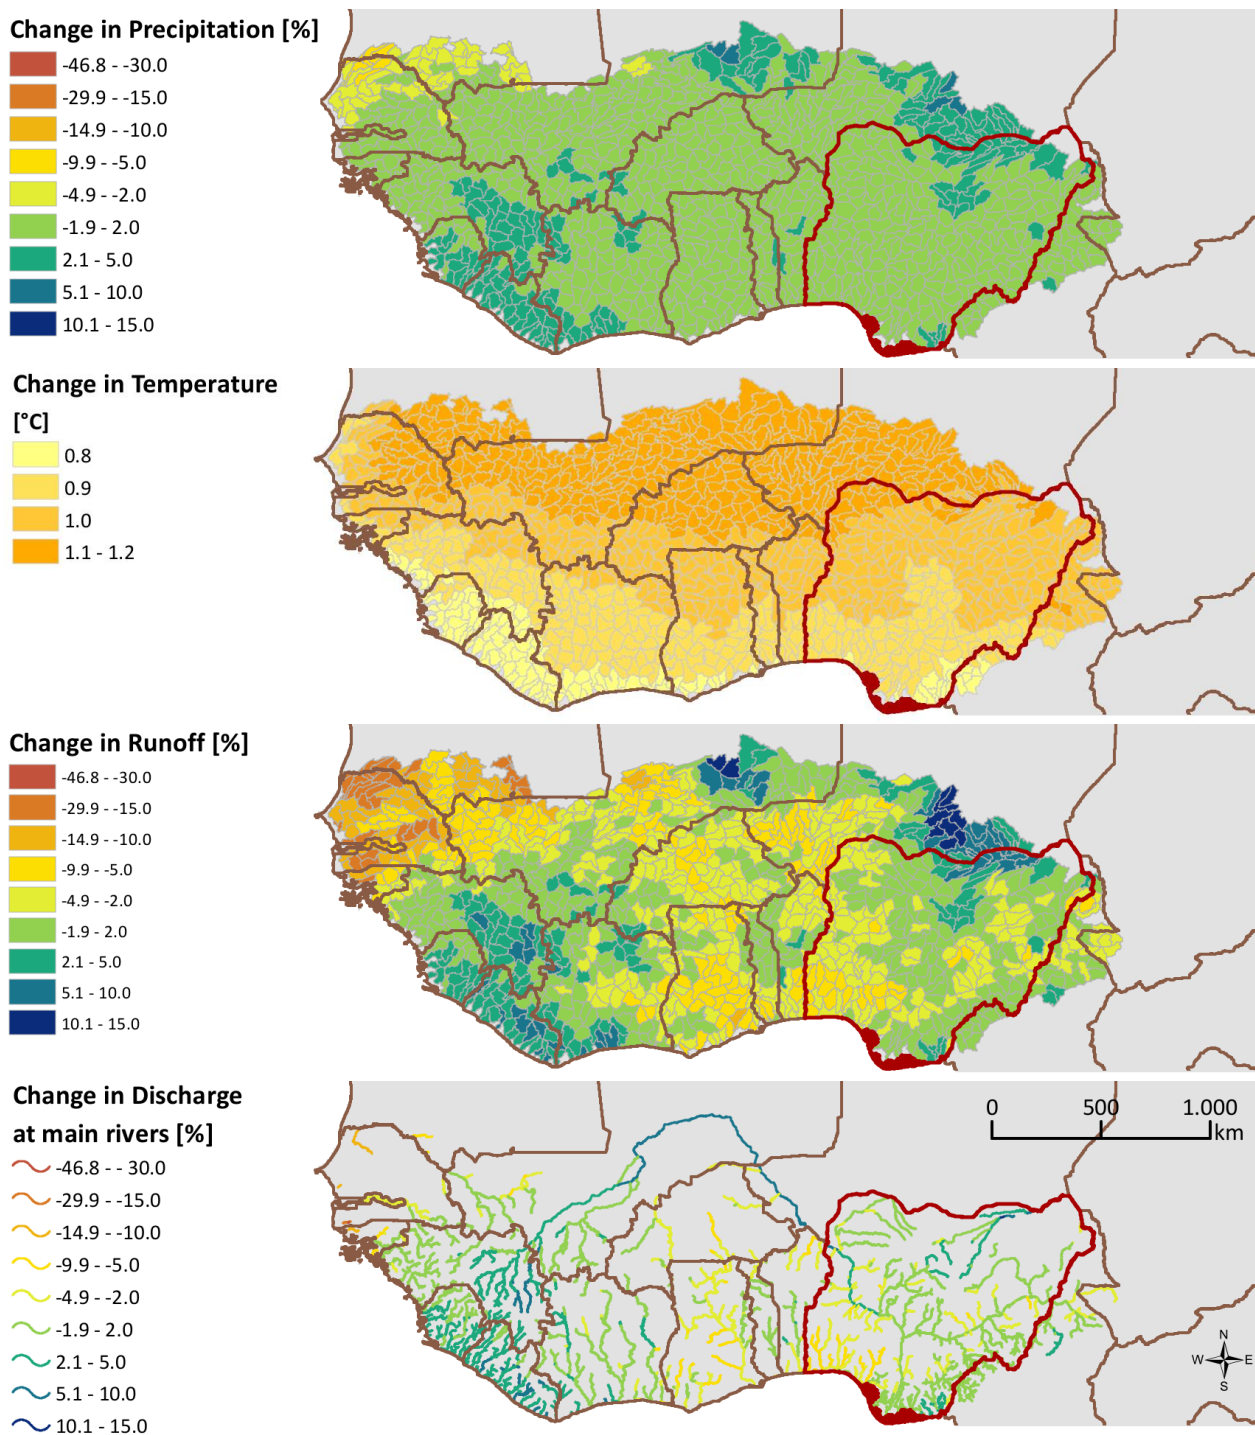 Change in Precipitation [%]
-46.8 - -30.0
-29.9 - -15.0
-14.9 - -10.0
-9.9 - -5.0
-4.9 - -2.0
-1.9 - 2.0
2.1 - 5.0
5.1 - 10.0
10.1 - 15.0
Change in Temperature
[°C]
0.8
0.9
1.0
1.1 - 1.2
Change in Runoff [%]
-46.8 - -30.0
-29.9 - -15.0
-14.9 - -10.0
-9.9 - -5.0
-4.9 - -2.0
-1.9 - 2.0
2.1 - 5.0
5.1 - 10.0
10.1 - 15.0
Change in Discharge
at main rivers [%]
-46.8 - - 30.0
-29.9 - -15.0
-14.9 - -10.0
-9.9 - -5.0
-4.9 - -2.0
-1.9 - 2.0
2.1 - 5.0
5.1 - 10.0
10.1 - 15.0
0 500 1.000
km
N
W E
S